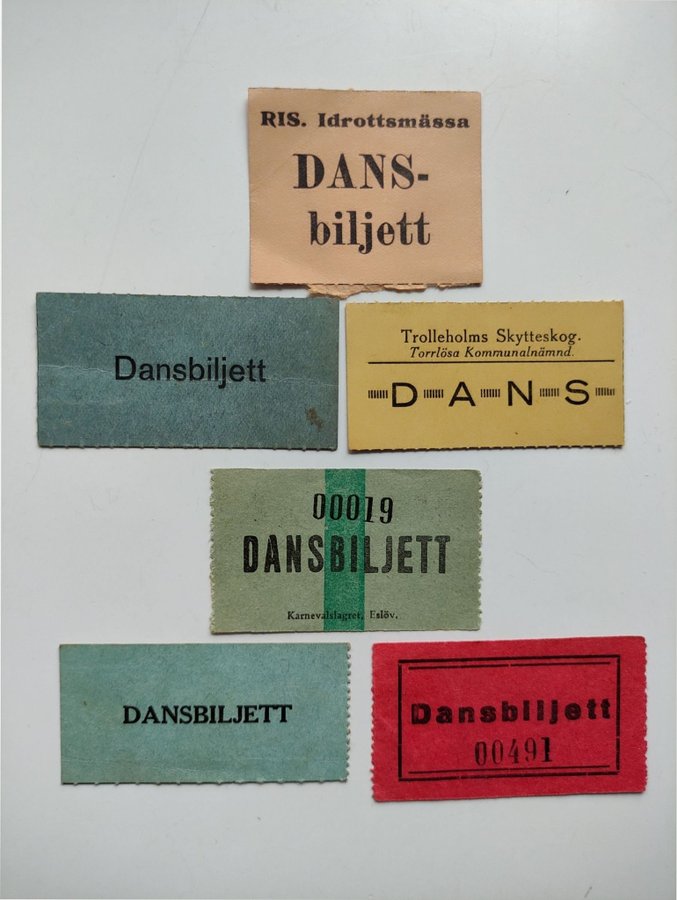 RIS. Idrottsmässa
DANS-
biljett
Dansbiljett
Trolleholms Skytteskog.
Torrlösa Kommunalnämnd.
DANS
00019
DANSBILJETT
Karnevalslagret, Eslöv.
DANSBILJETT
Dansbiljett
00491